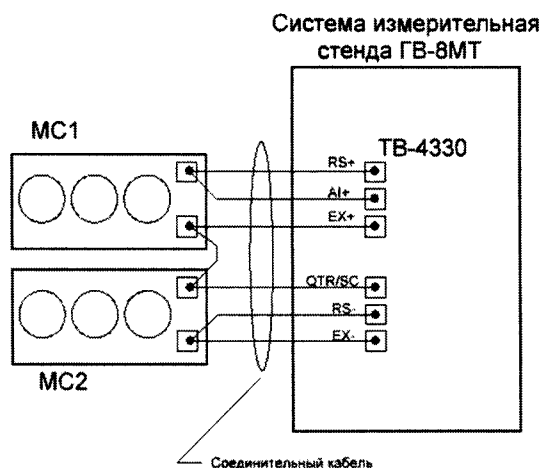 Система измерительная
стенда ГВ-8МТ
МС1
ТВ-4330
RS+
AI+
EX+
QTR/SC
RS-
EX-
МС2
Соединительный кабель